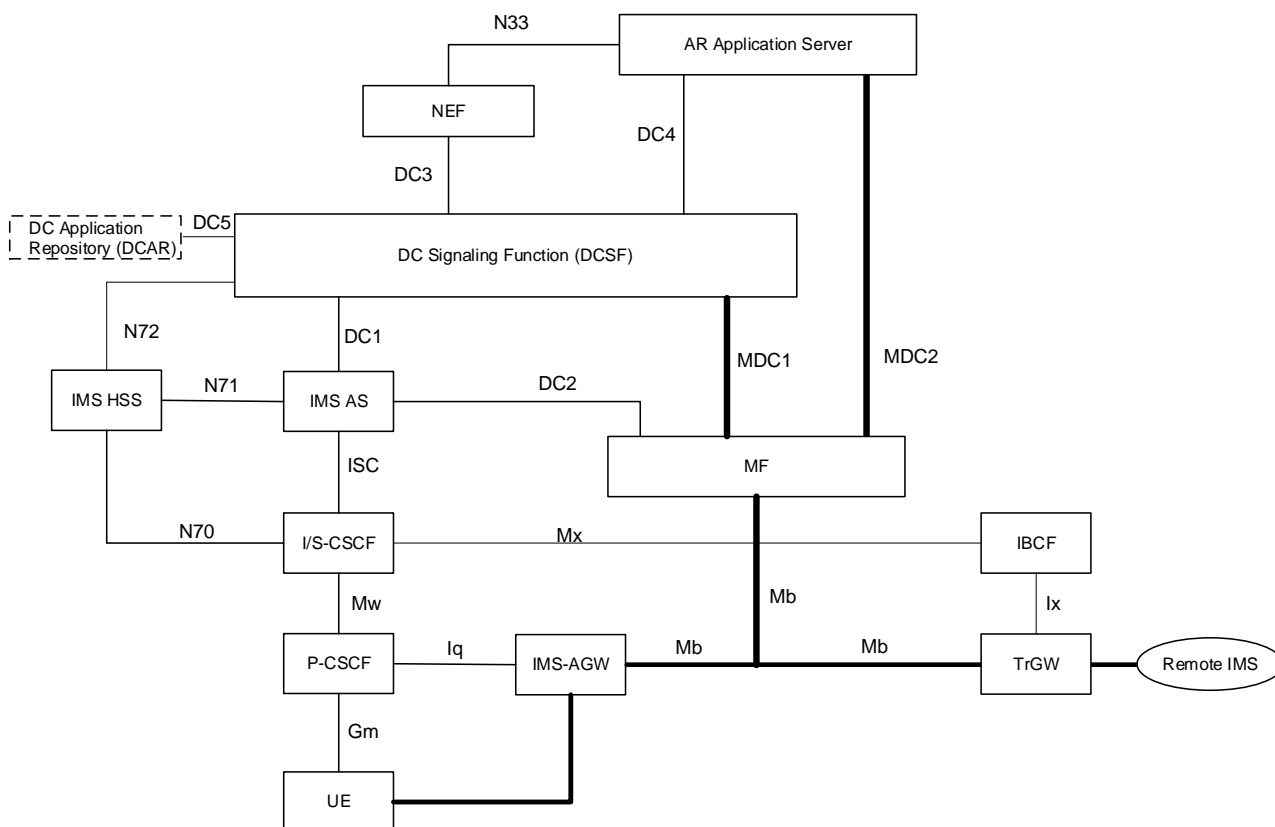 N33
AR Application Server
NEF
DC4
DC3
DC5
DC Application
Repository (DCAR)
DC Signaling Function (DCSF)
N72
DC1
MDC1
MDC2
N71
DC2
IMS HSS
IMS AS
MF
ISC
N70
I/S-CSCF
Mx
IBCF
Mw
Mb
Ix
P-CSCF
Iq
IMS-AGW
Mb
Mb
TrGW
Remote IMS
Gm
UE